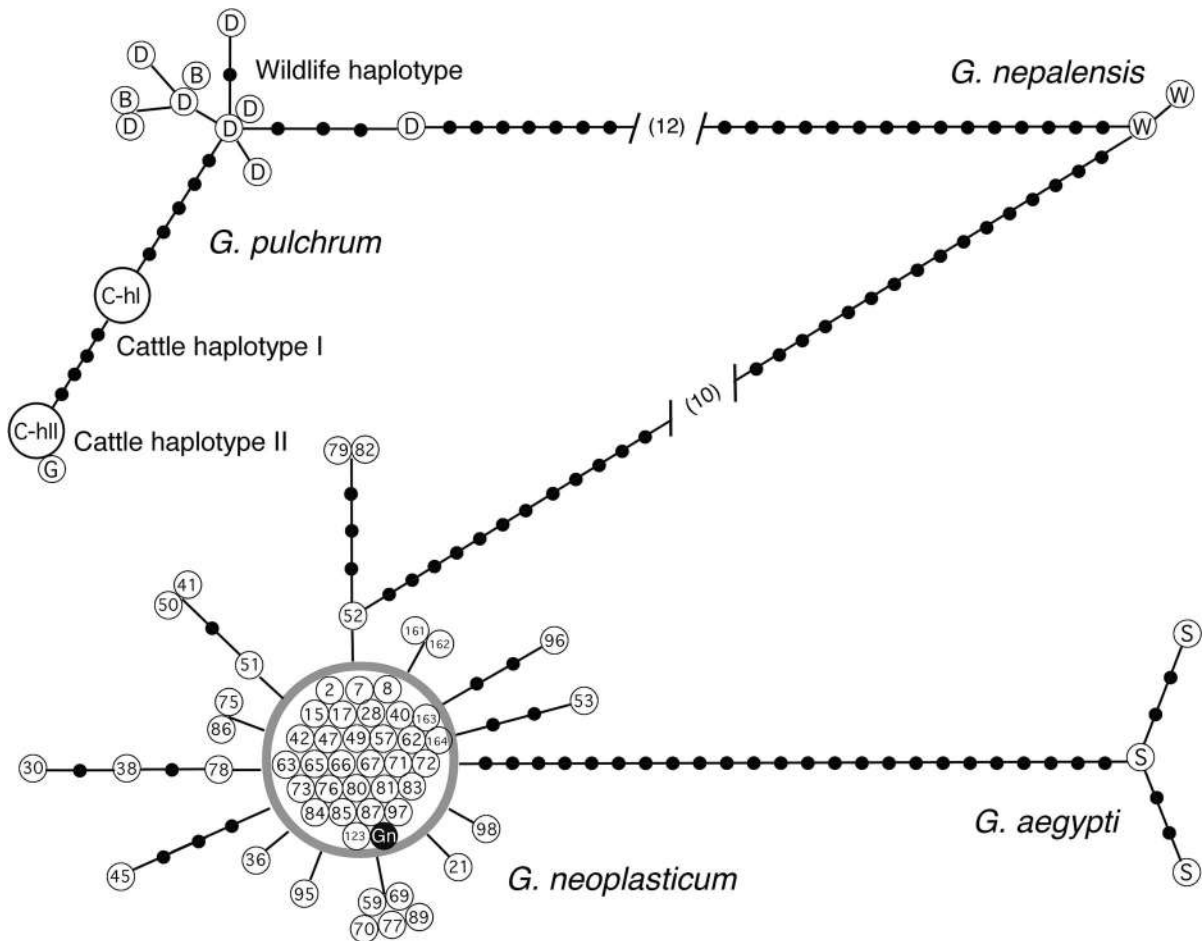 D
D
B
Wildlife haplotype
G. nepalensis
W
B
D
D
D
D
D
(12)
W
D
G. pulchrum
C-hI
Cattle haplotype I
(10)
C-hII
Cattle haplotype II
G
79 82
41
50
52
161
162
96
S
51
2 7 8
53
75
15 17 28 40 163
86
42 47 49 57 62 164
30
38
78
63 65 66 67 71 72
S
73 76 80 81 83
84 85 87 97
98
G. aegypti
123 Gn
36
21
45
95
G. neoplasticum
S
59 69
70 77 89